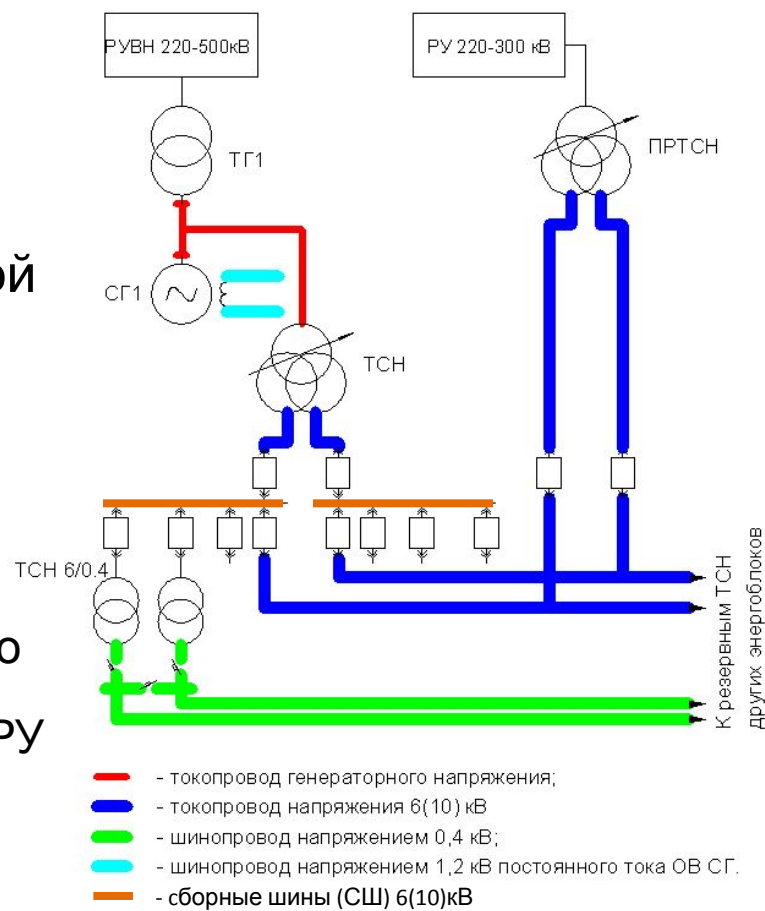 РУВН 220-500кВ
РУ 220-300 кВ
ТГ1
ПРТСН
ой
СГ1
ТСН
ТСН 6/0.4
К резервным ТСН
других энергоблоков
о
РУ
- токопровод генераторного напряжения;
- токопровод напряжения 6(10) кВ
- шинопровод напряжением 0,4 кВ;
- шинопровод напряжением 1,2 кВ постоянного тока ОВ СГ.
- сборные шины (СШ) 6(10)кВ